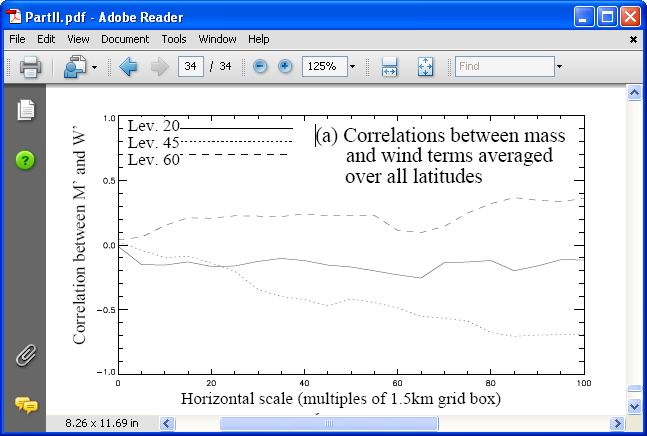 PartII.pdf - Adobe Reader
File Edit View Document Tools Window Help
34 / 34 125% Find
Lev. 20
Lev. 45
Lev. 60
(a) Correlations between mass
and wind terms averaged
over all latitudes
Correlation between M' and W'
1.0
0.5
0.0
−0.5
−1.0
0 20 40 60 80 100
Horizontal scale (multiples of 1.5km grid box)
8.26 x 11.69 in